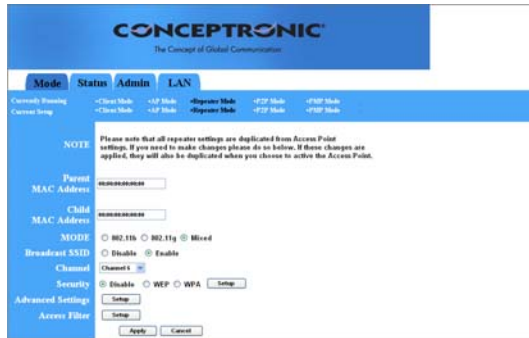 CONCEPTRONIC
The Concept of Global Communication
Mode Status Admin LAN
Currently Running •Client Mode •AP Mode •Repeater Mode •P2P Mode •PMP Mode
Current Setup •Client Mode •AP Mode •Repeater Mode •P2P Mode •PMP Mode
NOTE Please note that all repeater settings are duplicated from Access Point
settings. If you need to make changes please do so below. If these changes are
applied, they will also be duplicated when you choose to active the Access Point.
Parent
MAC Address 00:00:00:00:00:00
Child
MAC Address 00:00:00:00:00:00
MODE 802.11b 802.11g Mixed
Broadcast SSID Disable Enable
Channel Channel 6
Security Disable WEP WPA Setup
Advanced Settings Setup
Access Filter Setup
Apply Cancel